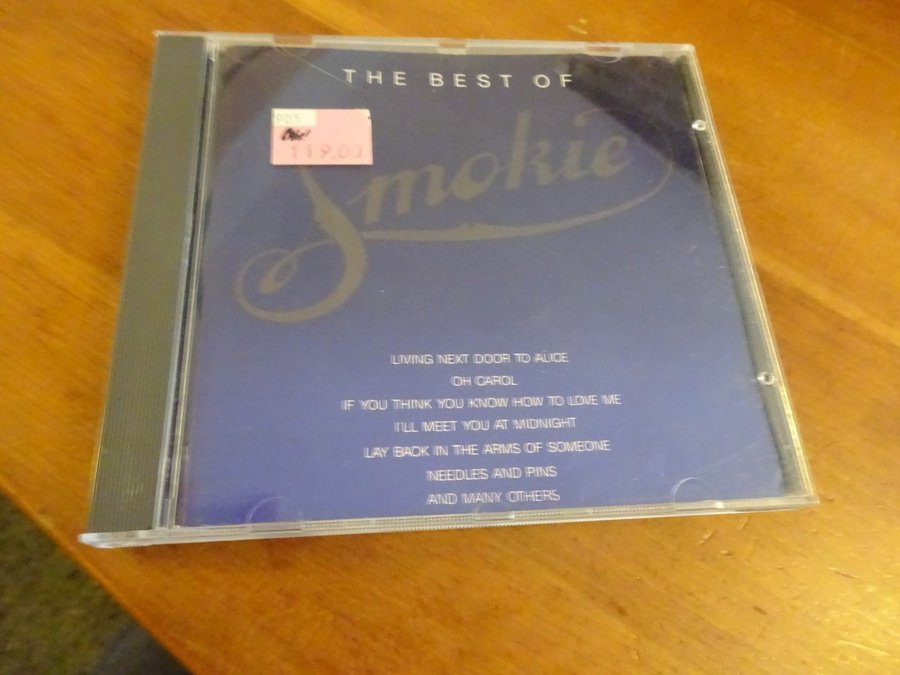 THE BEST OF
905
119.00
Smokie
LIVING NEXT DOOR TO ALICE
OH CAROL
IF YOU THINK YOU KNOW HOW TO LOVE ME
I'LL MEET YOU AT MIDNIGHT
LAY BACK IN THE ARMS OF SOMEONE
NEEDLES AND PINS
AND MANY OTHERS